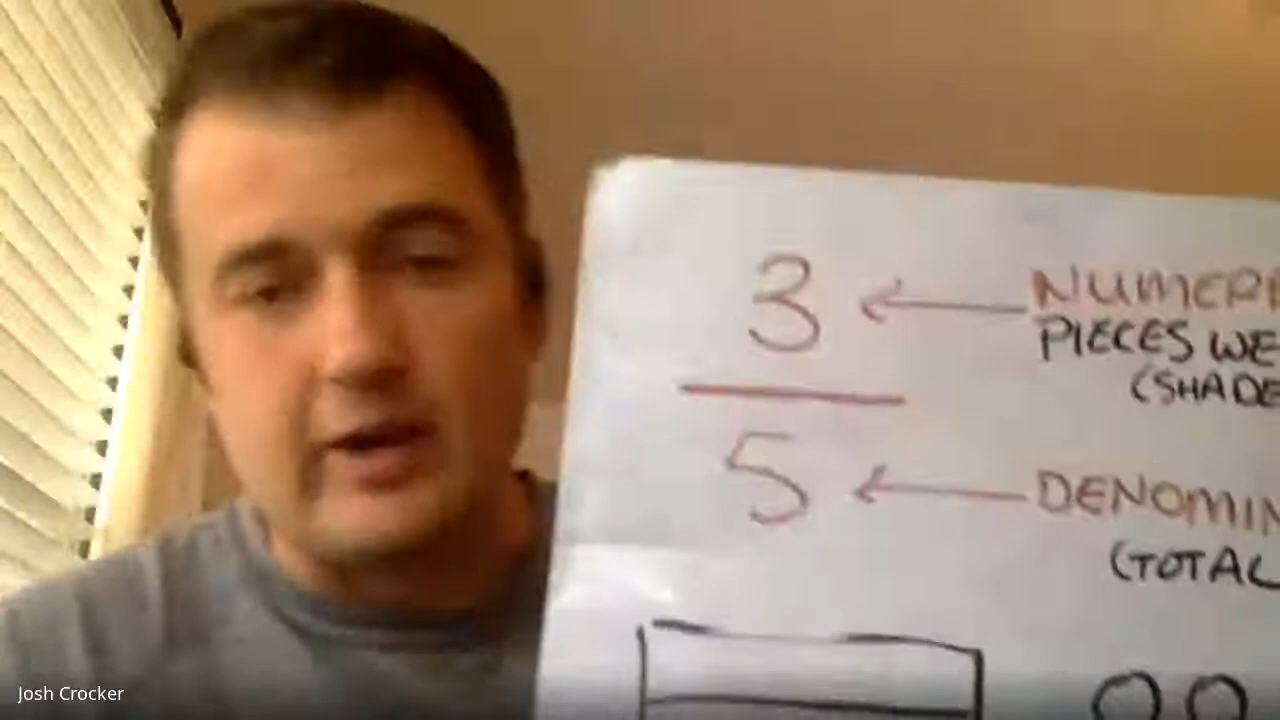 3
NUMER
PIECES WE
(SHADE
5
DENOMIN
(TOTAL
Josh Crocker